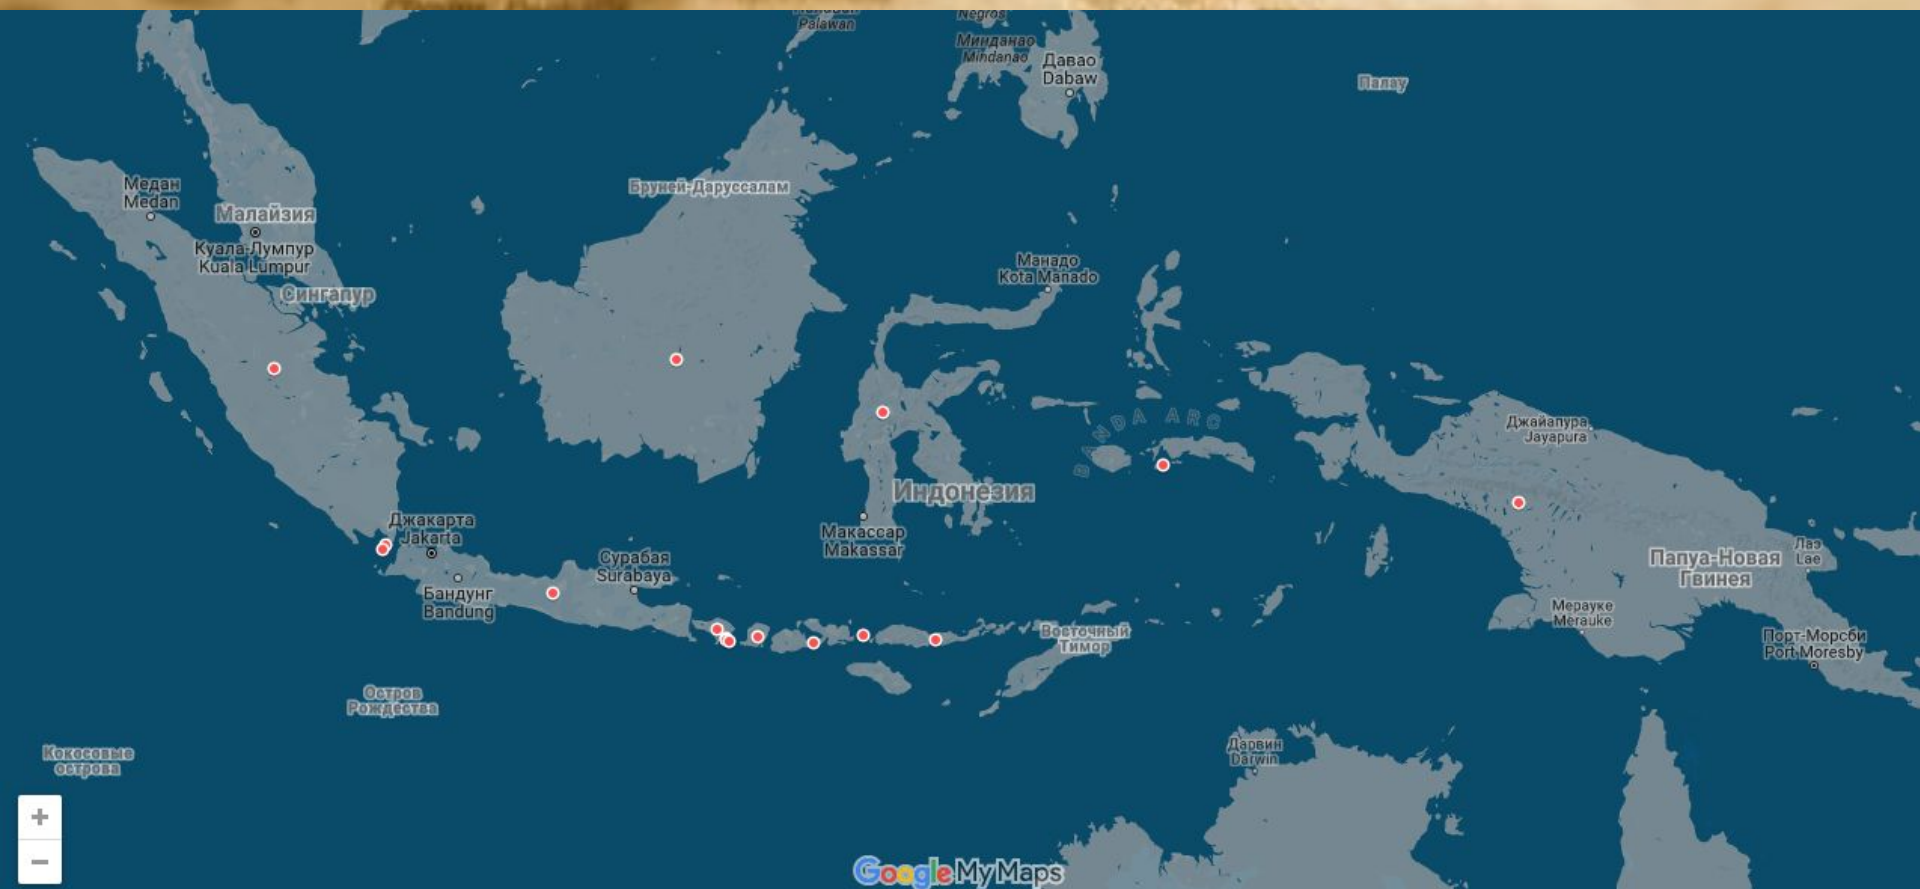 Palawan
Negros
Минданао
Mindanao
Давао
Dabaw
Палау
Медан
Medan
Малайзия
Куала-Лумпур
Kuala Lumpur
Сингапур
Бруней-Даруссалам
Манадо
Kota Manado
BANDA ARC
Джайапура
Jayapura
Индонезия
Макассар
Makassar
Джакарта
Jakarta
Сурабая
Surabaya
Бандунг
Bandung
Папуа-Новая
Гвинея
Лаэ
Lae
Мерауке
Merauke
Порт-Морсби
Port Moresby
Восточный
Тимор
Остров
Рождества
Кокосовые
острова
Дарвин
Darwin
+
−
Google My Maps